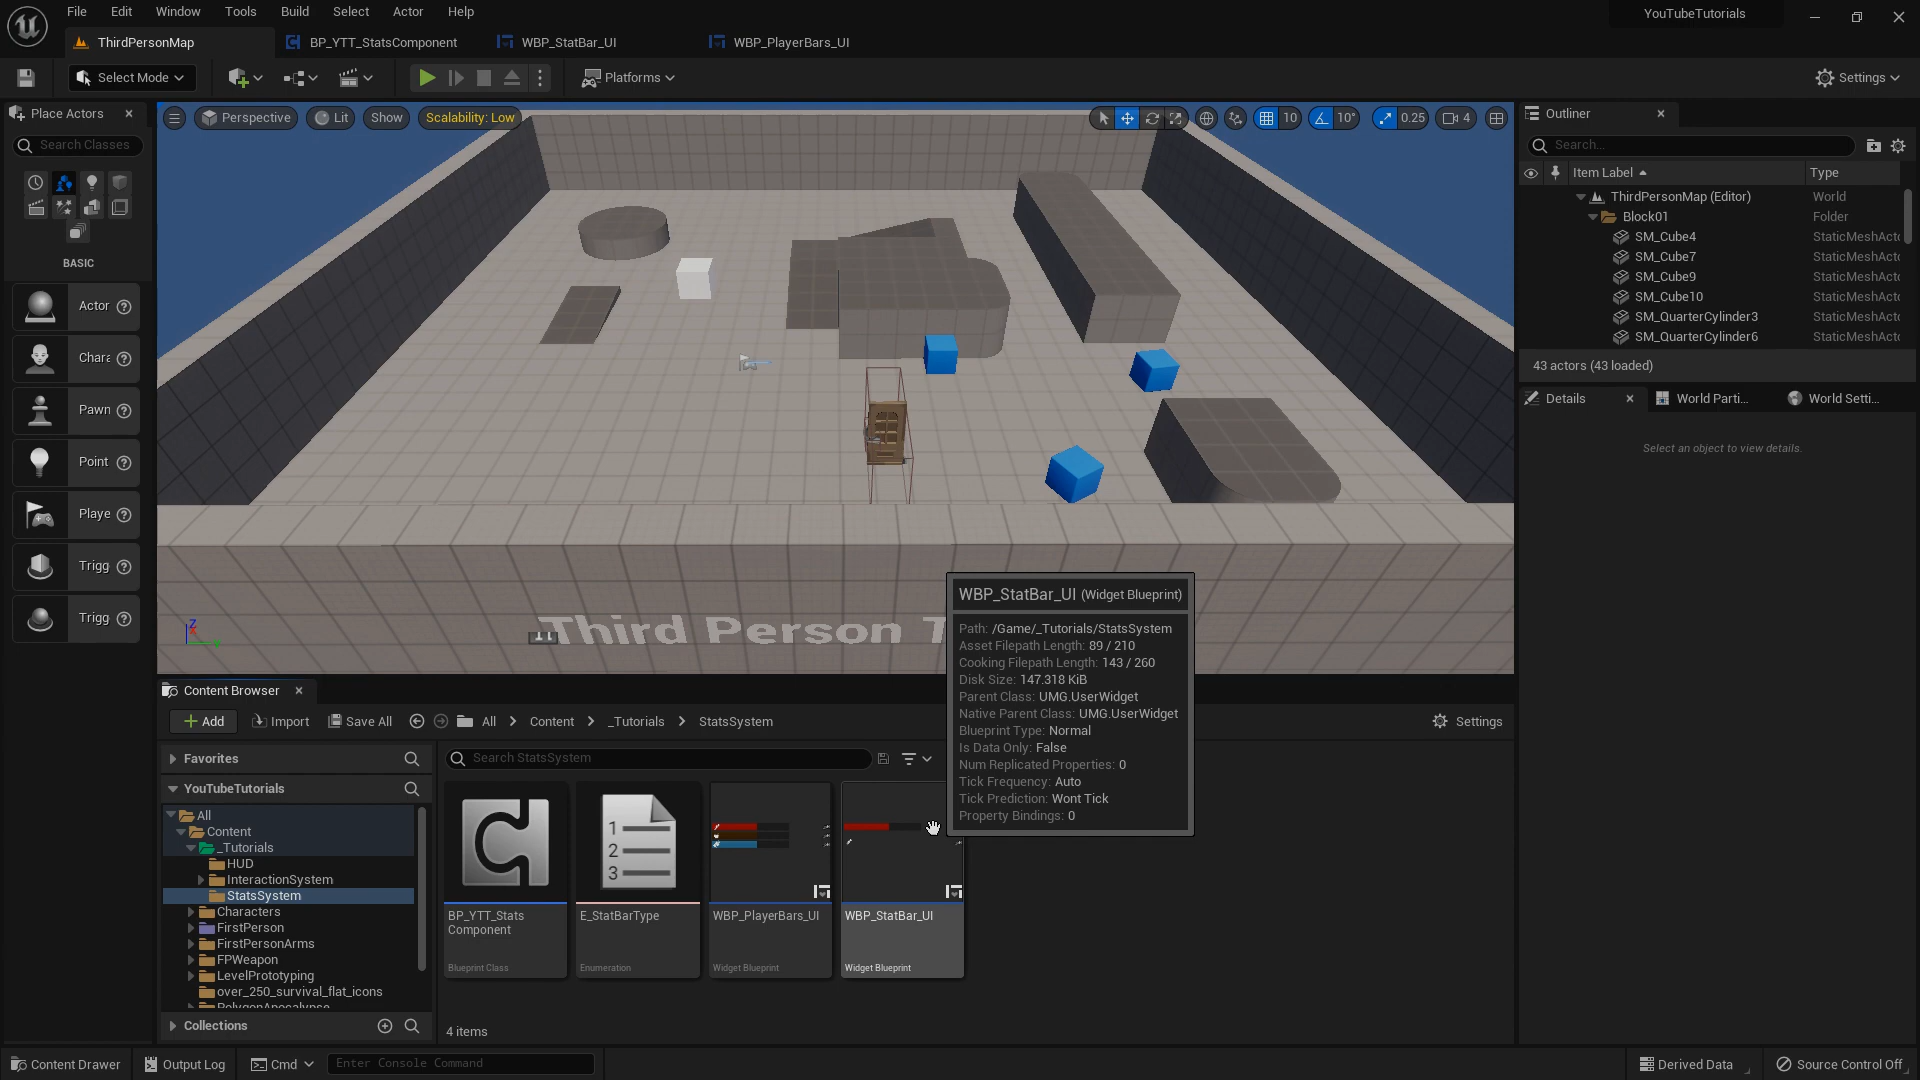 File Edit Window Tools Build Select Actor Help
YouTubeTutorials
ThirdPersonMap
BP_YTT_StatsComponent
WBP_StatBar_UI
WBP_PlayerBars_UI
Select Mode
Platforms
Settings
Place Actors
Search Classes
BASIC
Actor
Chara
Pawn
Point
Playe
Trigg
Trigg
Perspective
Lit
Show
Scalability: Low
10
10°
0.25
4
Third Person T
Outliner
Search...
Item Label
Type
ThirdPersonMap (Editor) World
Block01 Folder
SM_Cube4 StaticMeshActo
SM_Cube7 StaticMeshActo
SM_Cube9 StaticMeshActo
SM_Cube10 StaticMeshActo
SM_QuarterCylinder3 StaticMeshActo
SM_QuarterCylinder6 StaticMeshActo
43 actors (43 loaded)
Details
World Parti...
World Setti...
Select an object to view details.
WBP_StatBar_UI (Widget Blueprint)
Path: /Game/_Tutorials/StatsSystem
Asset Filepath Length: 89 / 210
Cooking Filepath Length: 143 / 260
Disk Size: 147.318 KiB
Parent Class: UMG.UserWidget
Native Parent Class: UMG.UserWidget
Blueprint Type: Normal
Is Data Only: False
Num Replicated Properties: 0
Tick Frequency: Auto
Tick Prediction: Wont Tick
Property Bindings: 0
Content Browser
Add
Import
Save All
All
Content
_Tutorials
StatsSystem
Settings
Favorites
YouTubeTutorials
All
Content
_Tutorials
HUD
InteractionSystem
StatsSystem
Characters
FirstPerson
FirstPersonArms
FPWeapon
LevelPrototyping
over_250_survival_flat_icons
PolygonApocalypse
Collections
Search StatsSystem
1
2
3
BP_YTT_Stats
Component
Blueprint Class
E_StatBarType
Enumeration
WBP_PlayerBars_UI
Widget Blueprint
WBP_StatBar_UI
Widget Blueprint
4 items
Content Drawer
Output Log
Cmd
Enter Console Command
Derived Data
Source Control Off